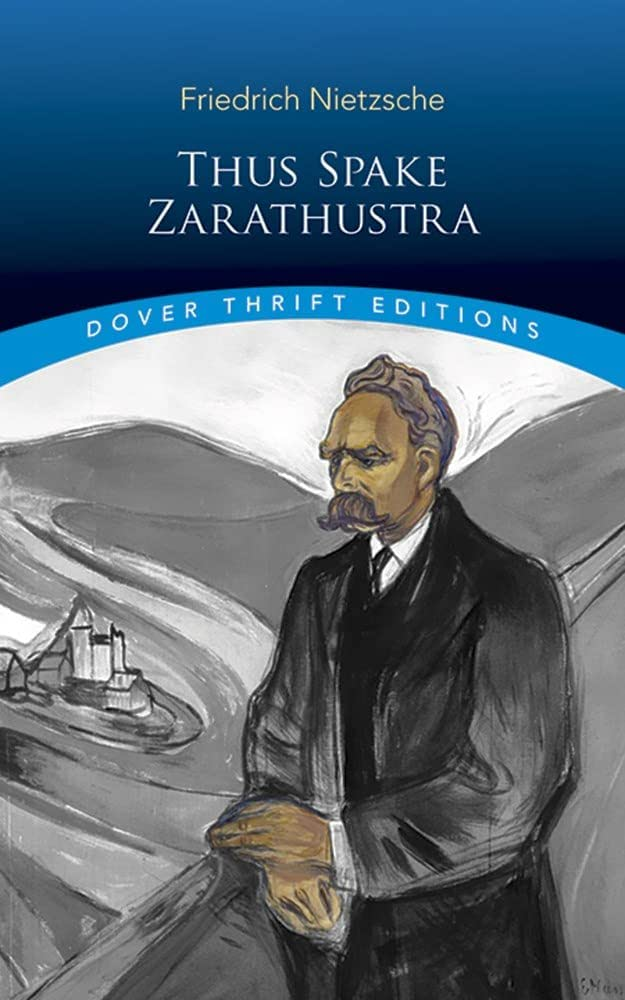 Friedrich Nietzsche
THUS SPAKE
ZARATHUSTRA
DOVER THRIFT EDITIONS